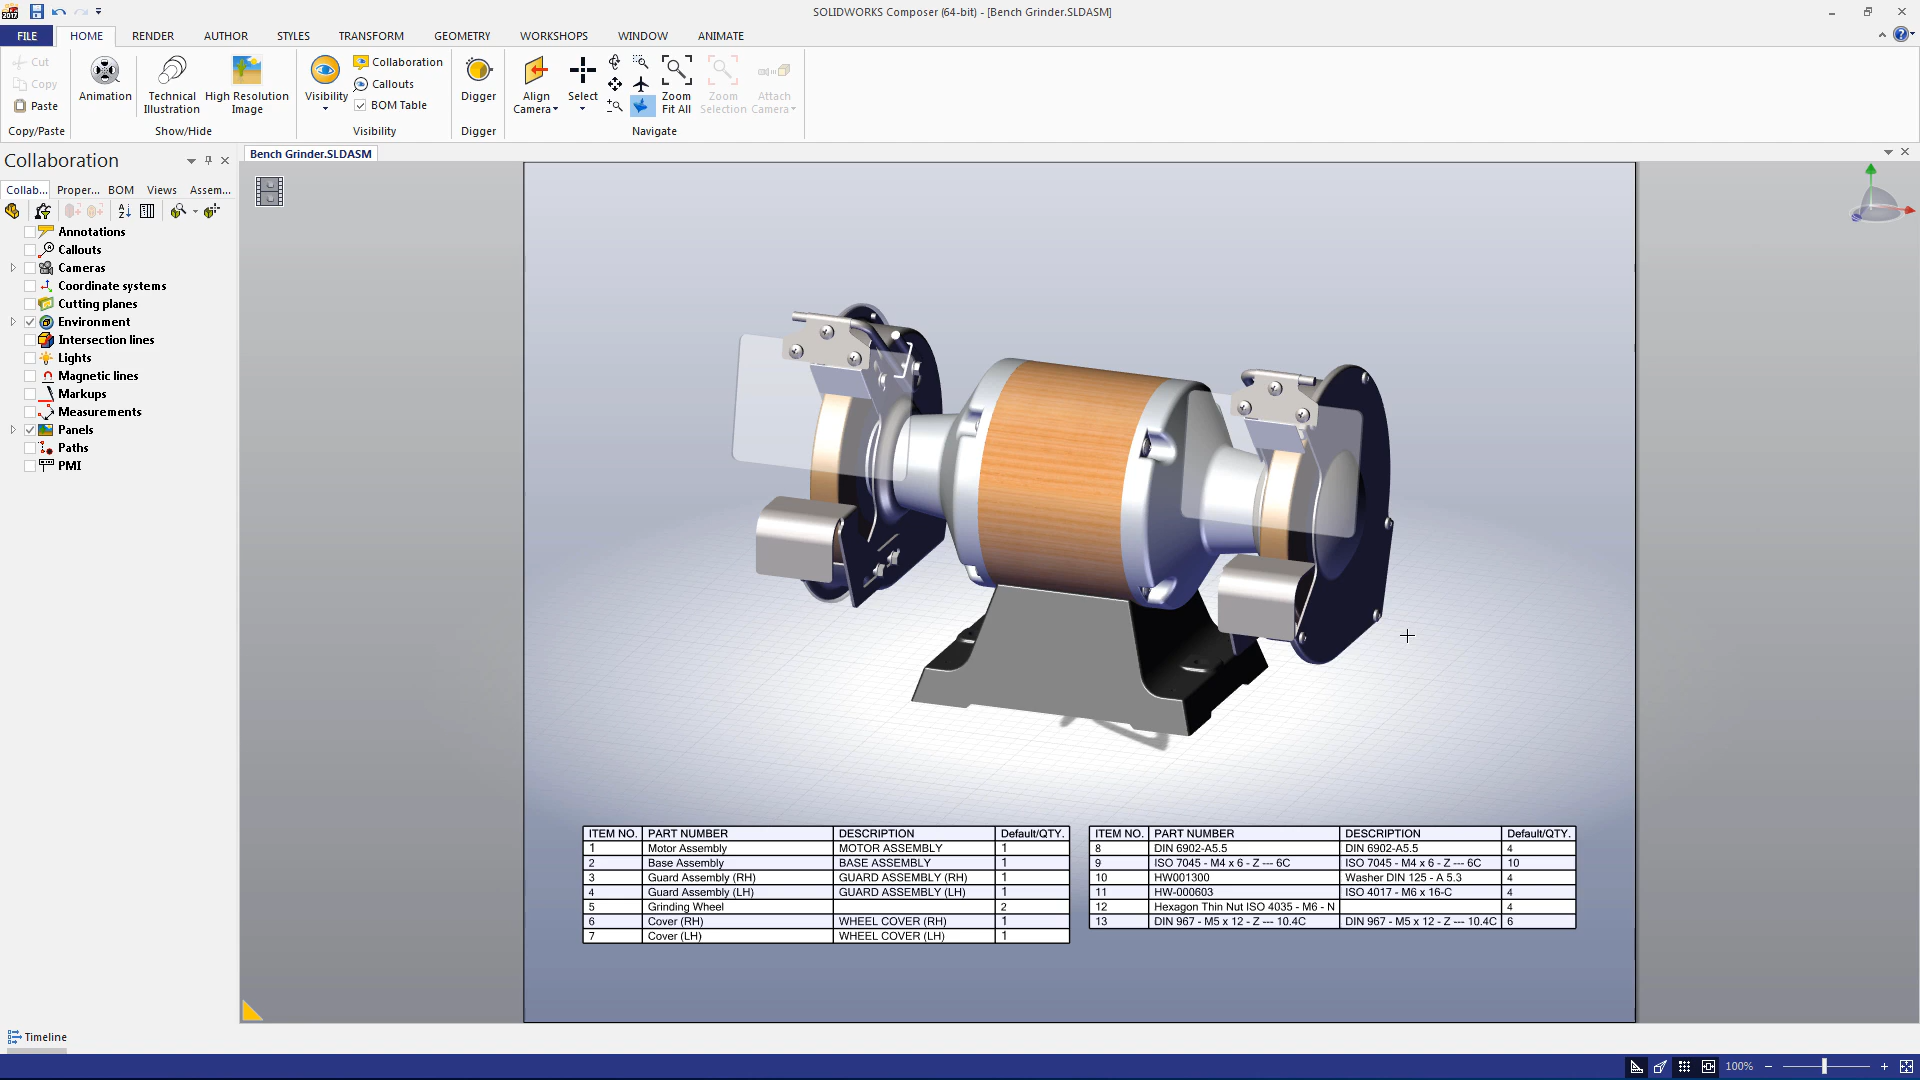 SOLIDWORKS Composer (64-bit) - [Bench Grinder.SLDASM]
FILE HOME RENDER AUTHOR STYLES TRANSFORM GEOMETRY WORKSHOPS WINDOW ANIMATE
Cut
Copy
Paste
Copy/Paste
Animation
Technical Illustration
High Resolution Image
Show/Hide
Visibility
Collaboration
Callouts
BOM Table
Visibility
Digger
Digger
Align Camera
Select
Zoom Fit All
Zoom Selection
Attach Camera
Navigate
Collaboration
Collab... Proper... BOM Views Assem...
Annotations
Callouts
Cameras
Coordinate systems
Cutting planes
Environment
Intersection lines
Lights
Magnetic lines
Markups
Measurements
Panels
Paths
PMI
Bench Grinder.SLDASM
ITEM NO. PART NUMBER DESCRIPTION Default/QTY.
1 Motor Assembly MOTOR ASSEMBLY 1
2 Base Assembly BASE ASSEMBLY 1
3 Guard Assembly (RH) GUARD ASSEMBLY (RH) 1
4 Guard Assembly (LH) GUARD ASSEMBLY (LH) 1
5 Grinding Wheel 2
6 Cover (RH) WHEEL COVER (RH) 1
7 Cover (LH) WHEEL COVER (LH) 1
ITEM NO. PART NUMBER DESCRIPTION Default/QTY.
8 DIN 6902-A5.5 DIN 6902-A5.5 4
9 ISO 7045 - M4 x 6 - Z --- 6C ISO 7045 - M4 x 6 - Z --- 6C 10
10 HW001300 Washer DIN 125 - A 5.3 4
11 HW-000603 ISO 4017 - M6 x 16-C 4
12 Hexagon Thin Nut ISO 4035 - M6 - N 4
13 DIN 967 - M5 x 12 - Z --- 10.4C DIN 967 - M5 x 12 - Z --- 10.4C 6
Timeline
100%